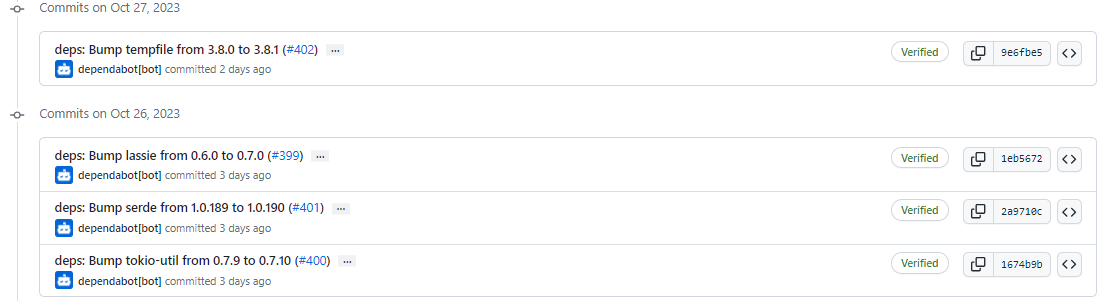 Commits on Oct 27, 2023
deps: Bump tempfile from 3.8.0 to 3.8.1 (#402) ...
Verified 9e6fbe5
dependabot[bot] committed 2 days ago
Commits on Oct 26, 2023
deps: Bump lassie from 0.6.0 to 0.7.0 (#399) ...
Verified 1eb5672
dependabot[bot] committed 3 days ago
deps: Bump serde from 1.0.189 to 1.0.190 (#401) ...
Verified 2a9710c
dependabot[bot] committed 3 days ago
deps: Bump tokio-util from 0.7.9 to 0.7.10 (#400) ...
Verified 1674b9b
dependabot[bot] committed 3 days ago